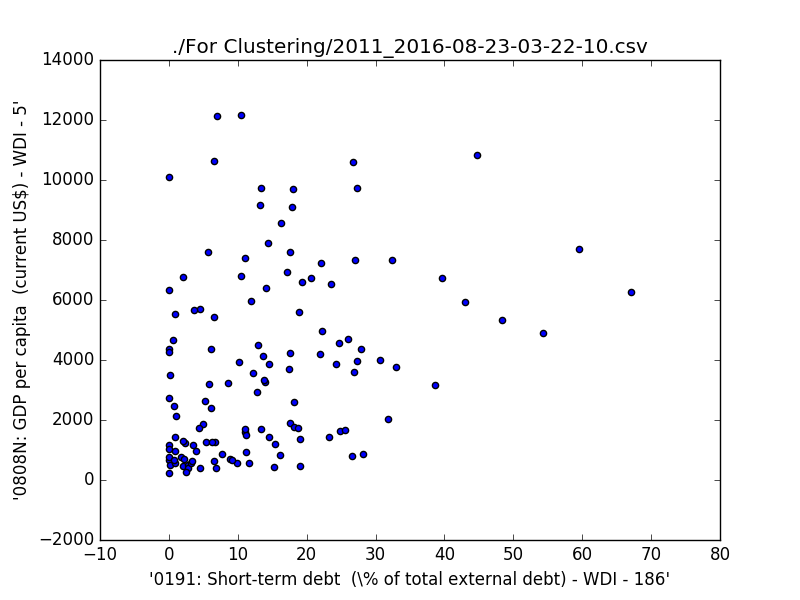 ./For Clustering/2011_2016-08-23-03-22-10.csv
14000
12000
10000
8000
6000
4000
2000
0
−2000
'0808N: GDP per capita  (current US$) - WDI - 5'
−10 0 10 20 30 40 50 60 70 80
'0191: Short-term debt  (\% of total external debt) - WDI - 186'